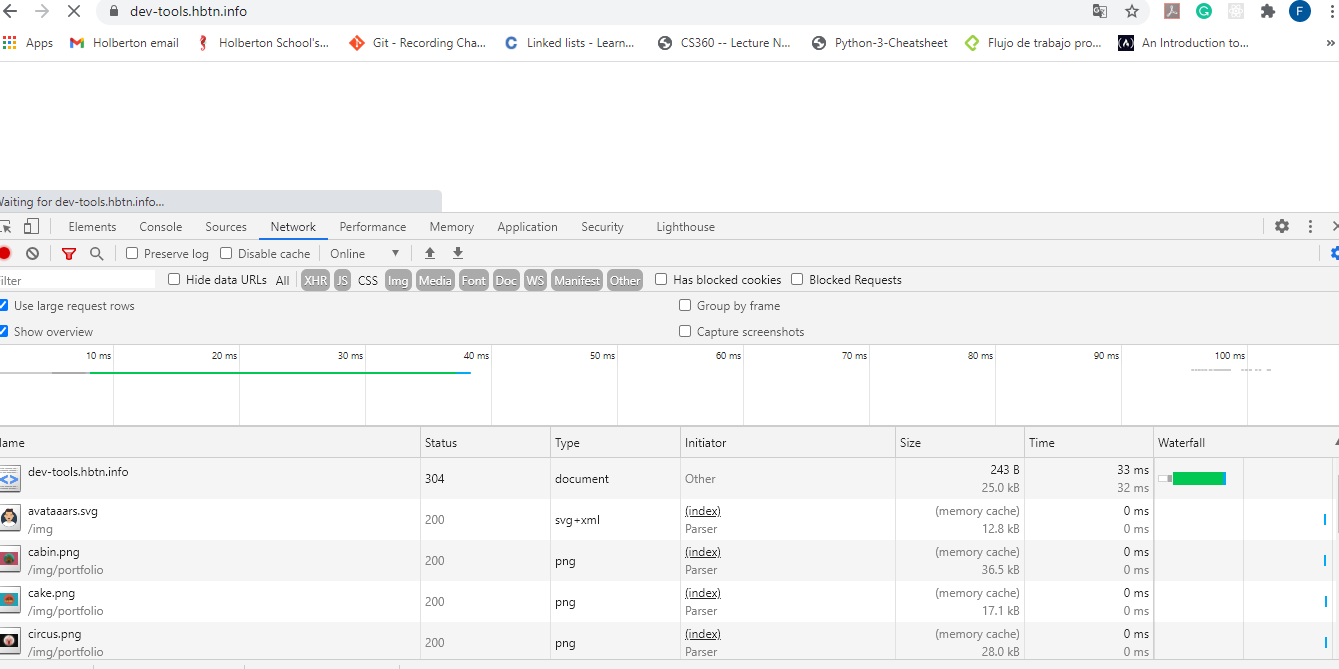 dev-tools.hbtn.info
Apps Holberton email Holberton School's... Git - Recording Cha... Linked lists - Learn... CS360 -- Lecture N... Python-3-Cheatsheet Flujo de trabajo pro... An Introduction to... »
F
Waiting for dev-tools.hbtn.info...
Elements Console Sources Network Performance Memory Application Security Lighthouse
Preserve log Disable cache Online
Filter Hide data URLs All XHR JS CSS Img Media Font Doc WS Manifest Other Has blocked cookies Blocked Requests
Use large request rows Group by frame
Show overview Capture screenshots
10 ms 20 ms 30 ms 40 ms 50 ms 60 ms 70 ms 80 ms 90 ms 100 ms
Name Status Type Initiator Size Time Waterfall
dev-tools.hbtn.info 304 document Other 243 B 33 ms
25.0 kB 32 ms
avataaars.svg 200 svg+xml (index) (memory cache) 0 ms
/img Parser 12.8 kB 0 ms
cabin.png 200 png (index) (memory cache) 0 ms
/img/portfolio Parser 36.5 kB 0 ms
cake.png 200 png (index) (memory cache) 0 ms
/img/portfolio Parser 17.1 kB 0 ms
circus.png 200 png (index) (memory cache) 0 ms
/img/portfolio Parser 28.0 kB 0 ms